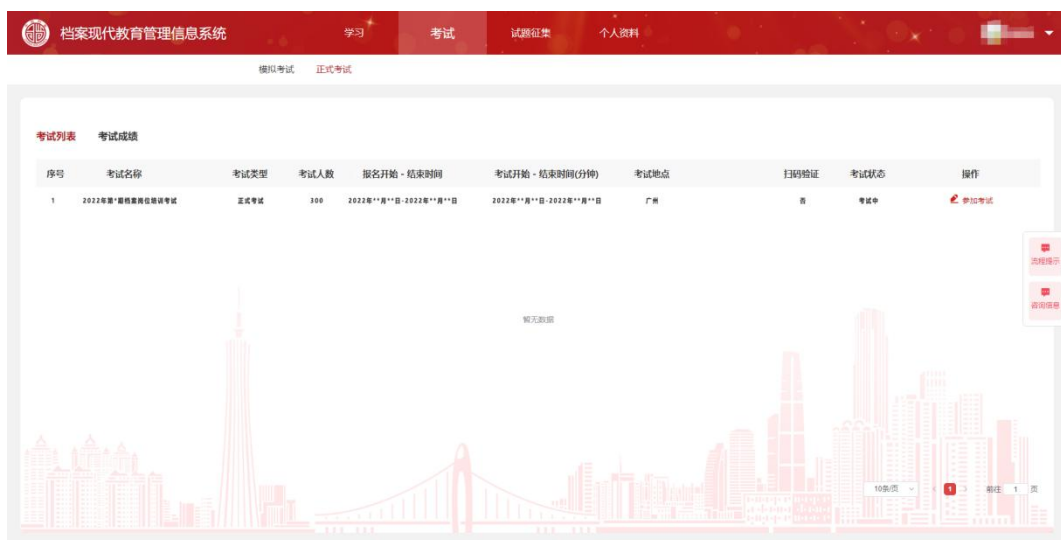 档案现代教育管理信息系统 学习 考试 试题征集 个人资料
模拟考试 正式考试
考试列表 考试成绩
序号 考试名称 考试类型 考试人数 报名开始 - 结束时间 考试开始 - 结束时间(分钟) 考试地点 扫码验证 考试状态 操作
1 2022年第*期档案岗位培训考试 正式考试 300 2022年**月**日-2022年**月**日 2022年**月**日-2022年**月**日 广州 否 考试中 参加考试
流程提示
咨询信息
暂无数据
10条/页 1 前往 1 页